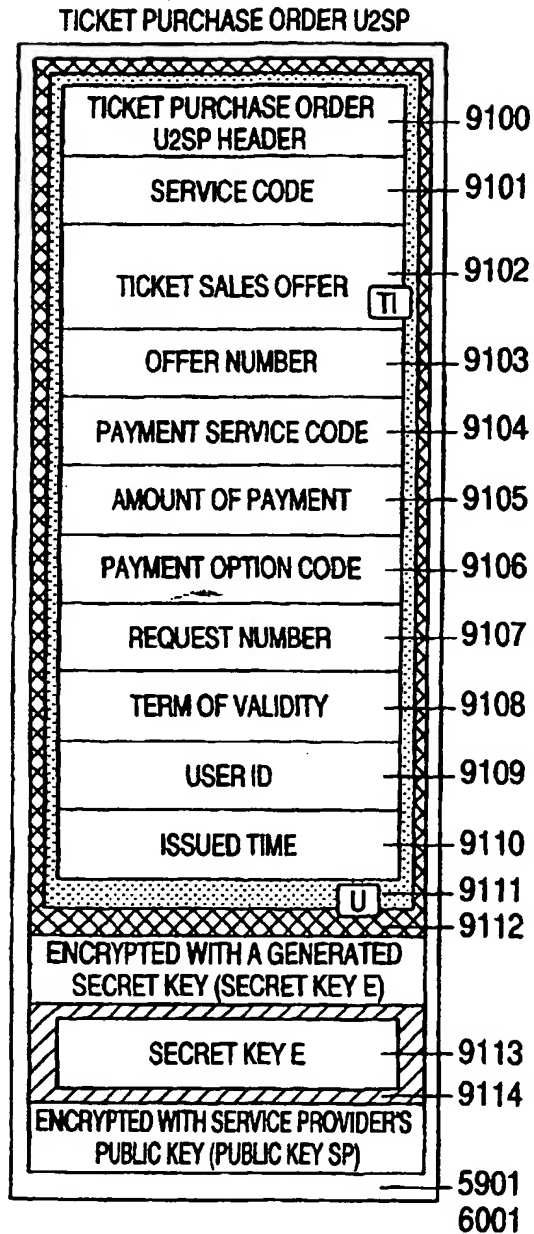 TICKET PURCHASE ORDER U2SP
TICKET PURCHASE ORDER
U2SP HEADER
9100
SERVICE CODE
9101
TICKET SALES OFFER
9102
TI
OFFER NUMBER
9103
PAYMENT SERVICE CODE
9104
AMOUNT OF PAYMENT
9105
PAYMENT OPTION CODE
9106
REQUEST NUMBER
9107
TERM OF VALIDITY
9108
USER ID
9109
ISSUED TIME
9110
U
9111
9112
ENCRYPTED WITH A GENERATED
SECRET KEY (SECRET KEY E)
SECRET KEY E
9113
9114
ENCRYPTED WITH SERVICE PROVIDER'S
PUBLIC KEY (PUBLIC KEY SP)
5901
6001